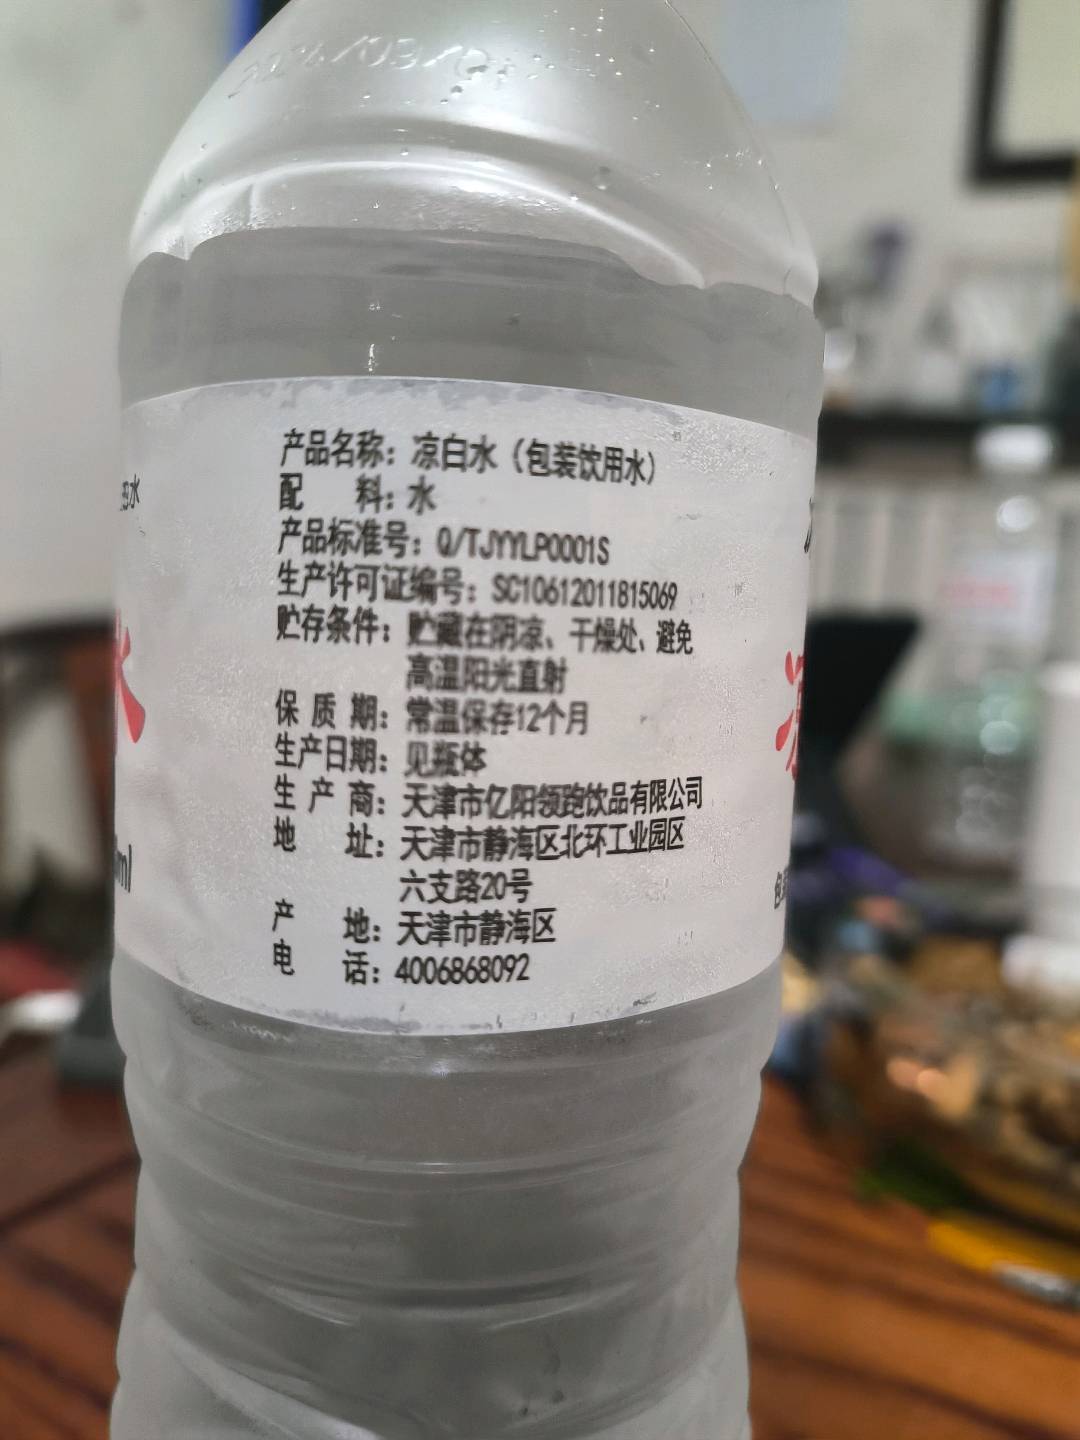 产品名称：凉白水（包装饮用水）
配　　料：水
产品标准号：Q/TJYYLP0001S
生产许可证编号：SC10612011815069
贮存条件：贮藏在阴凉、干燥处、避免
高温阳光直射
保 质 期：常温保存12个月
生产日期：见瓶体
生 产 商：天津市亿阳领跑饮品有限公司
地　　址：天津市静海区北环工业园区
六支路20号
产　　地：天津市静海区
电　　话：4006868092
水
ml